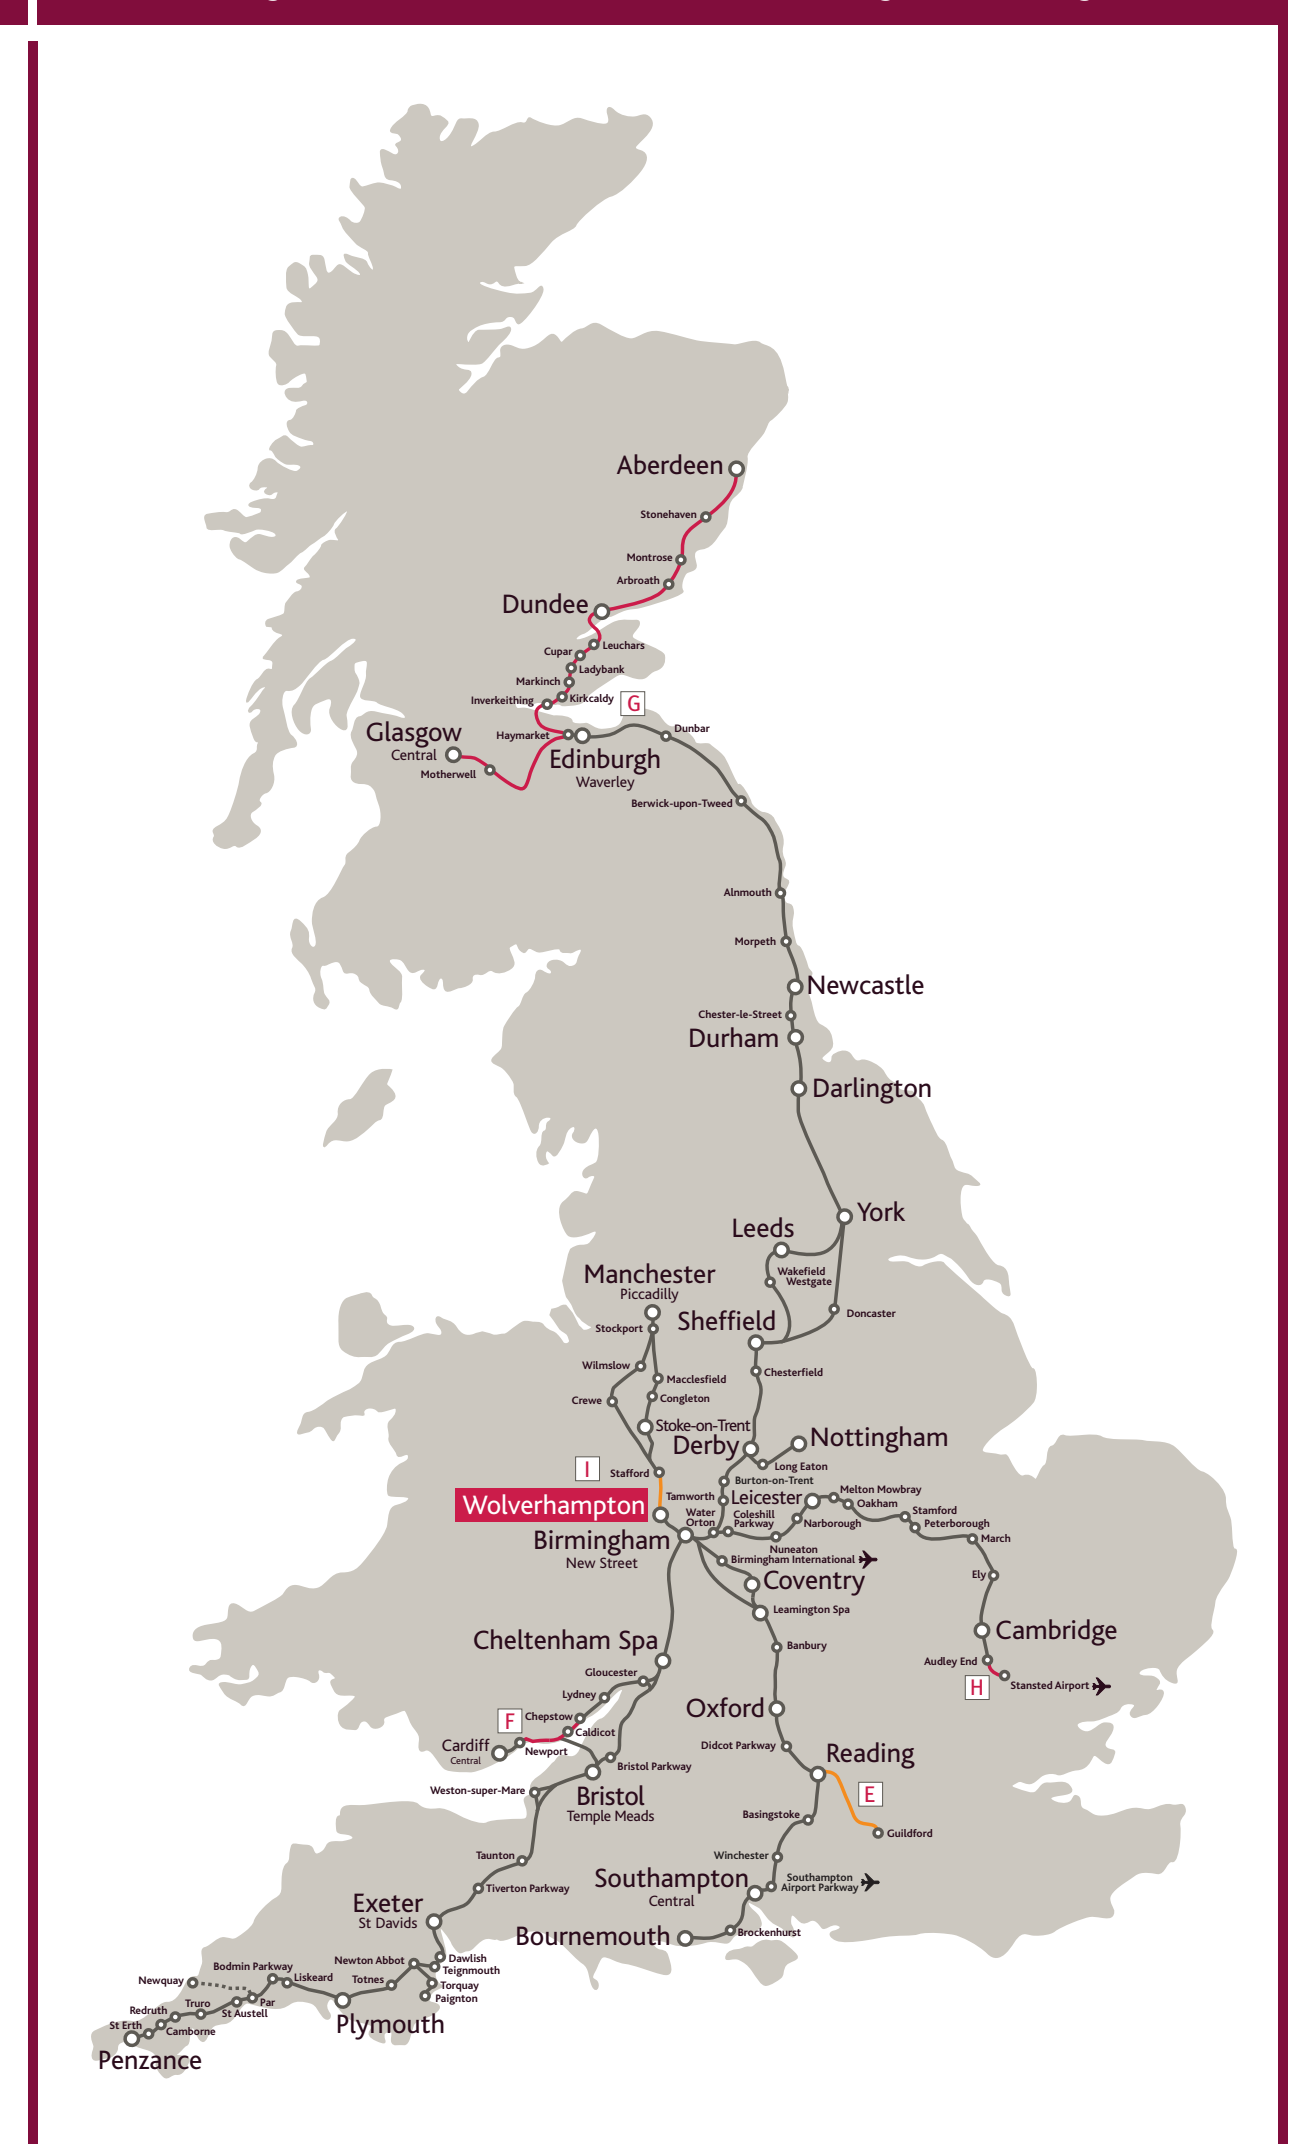 Aberdeen
Stonehaven
Montrose
Arbroath
Dundee
Leuchars
Cupar
Ladybank
Markinch
Kirkcaldy
Inverkeithing
G
Glasgow
Central
Motherwell
Haymarket
Edinburgh
Waverley
Dunbar
Berwick-upon-Tweed
Alnmouth
Morpeth
Newcastle
Chester-le-Street
Durham
Darlington
York
Leeds
Wakefield
Westgate
Manchester
Piccadilly
Doncaster
Sheffield
Stockport
Wilmslow
Macclesfield
Chesterfield
Crewe
Congleton
Stoke-on-Trent
Derby
Nottingham
Long Eaton
I
Stafford
Burton-on-Trent
Tamworth
Leicester
Melton Mowbray
Oakham
Stamford
Peterborough
March
Wolverhampton
Water
Orton
Coleshill
Parkway
Narborough
Nuneaton
Birmingham
New Street
Birmingham International
Coventry
Ely
Leamington Spa
Cambridge
Banbury
Cheltenham Spa
Audley End
Stansted Airport
H
Gloucester
Lydney
Chepstow
Caldicot
F
Cardiff
Central
Newport
Oxford
Didcot Parkway
Reading
Bristol Parkway
Weston-super-Mare
Bristol
Temple Meads
E
Basingstoke
Guildford
Taunton
Winchester
Tiverton Parkway
Southampton
Central
Southampton
Airport Parkway
Exeter
St Davids
Bournemouth
Brockenhurst
Newton Abbot
Dawlish
Teignmouth
Torquay
Paignton
Totnes
Bodmin Parkway
Liskeard
Newquay
Plymouth
Par
St Austell
Truro
Redruth
Camborne
St Erth
Penzance